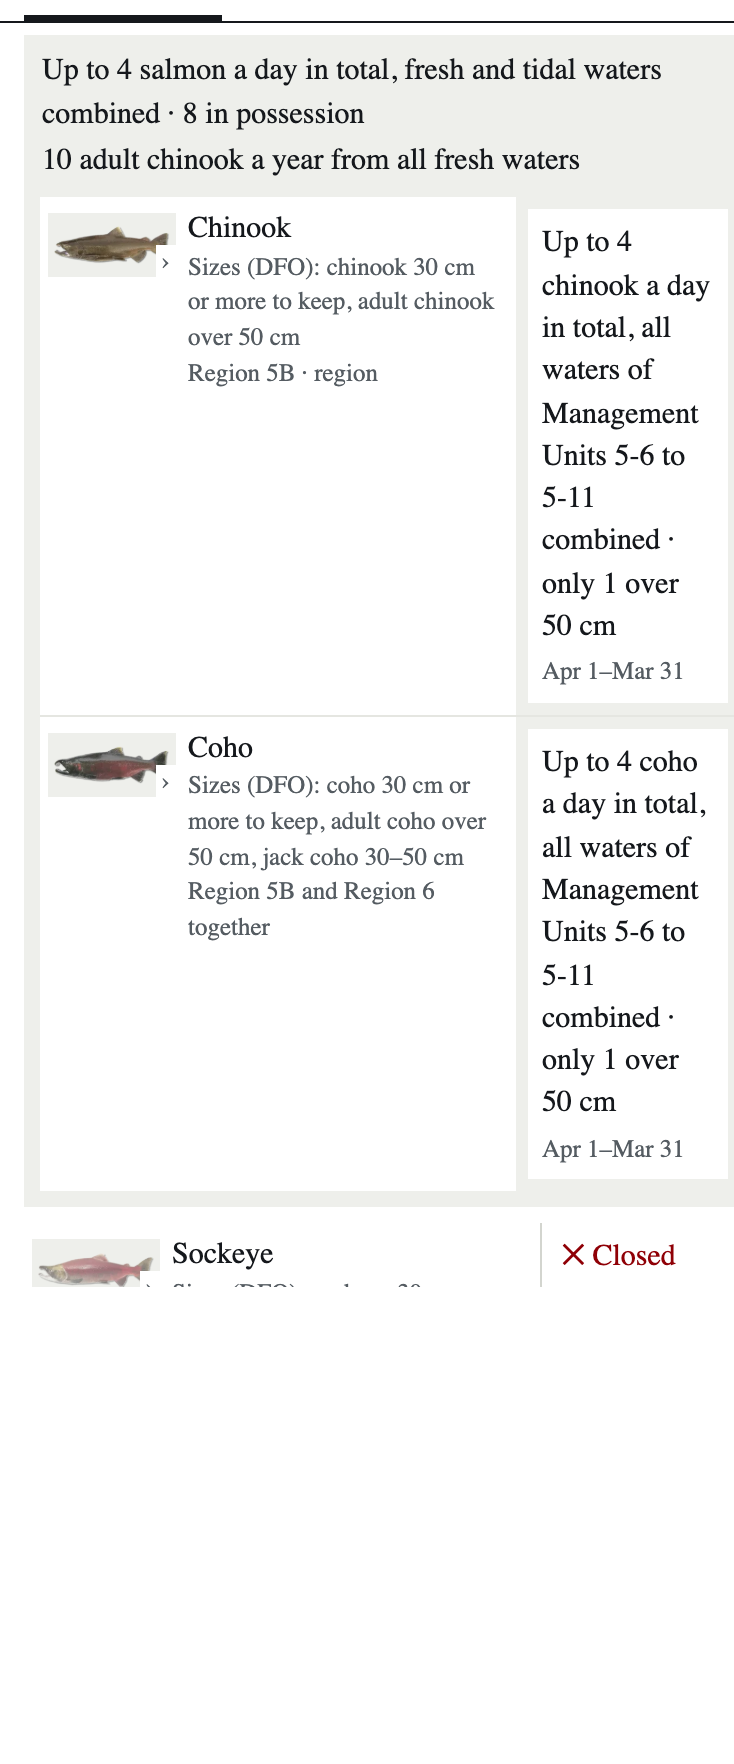 Up to 4 salmon a day in total, fresh and tidal waters
combined · 8 in possession
10 adult chinook a year from all fresh waters
Chinook
Sizes (DFO): chinook 30 cm
or more to keep, adult chinook
over 50 cm
Region 5B · region
Up to 4
chinook a day
in total, all
waters of
Management
Units 5-6 to
5-11
combined ·
only 1 over
50 cm
Apr 1–Mar 31
Coho
Sizes (DFO): coho 30 cm or
more to keep, adult coho over
50 cm, jack coho 30–50 cm
Region 5B and Region 6
together
Up to 4 coho
a day in total,
all waters of
Management
Units 5-6 to
5-11
combined ·
only 1 over
50 cm
Apr 1–Mar 31
Sockeye
✕ Closed